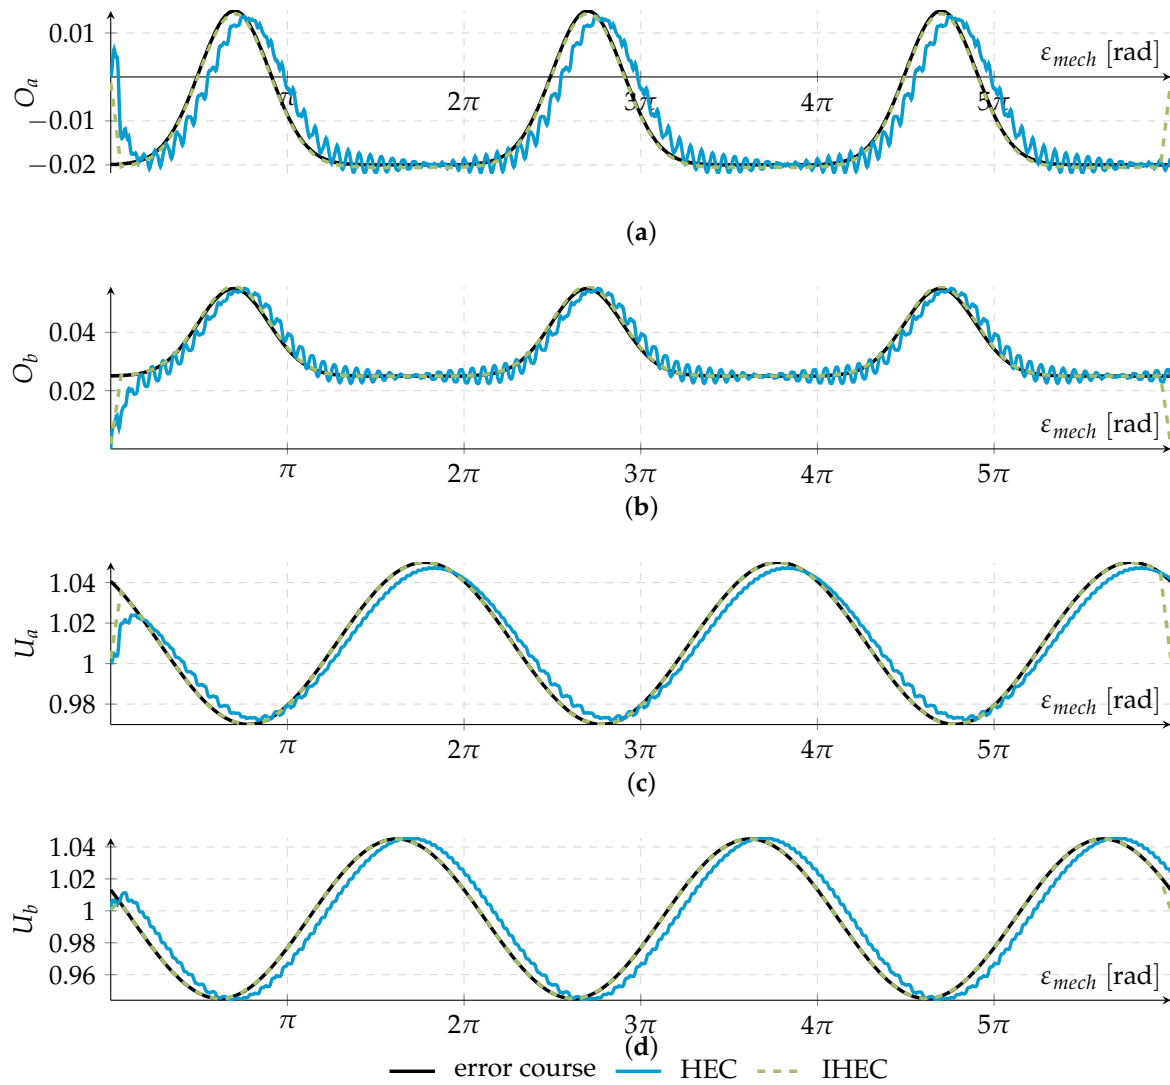 0.01
ε_mech [rad]
O_a
π
2π
3π
4π
5π
−0.01
−0.02
(a)
0.04
O_b
0.02
ε_mech [rad]
π
2π
3π
4π
5π
(b)
1.04
1.02
U_a
1
0.98
ε_mech [rad]
π
2π
3π
4π
5π
(c)
1.04
1.02
U_b
1
0.98
0.96
ε_mech [rad]
π
2π
3π
4π
5π
(d)
error course HEC IHEC